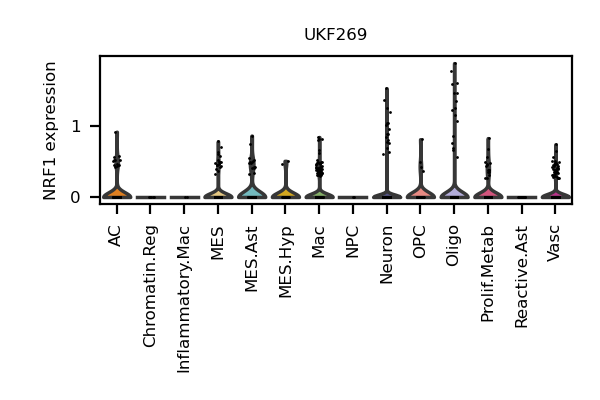 UKF269
NRF1 expression
1
0
AC
Chromatin.Reg
Inflammatory.Mac
MES
MES.Ast
MES.Hyp
Mac
NPC
Neuron
OPC
Oligo
Prolif.Metab
Reactive.Ast
Vasc